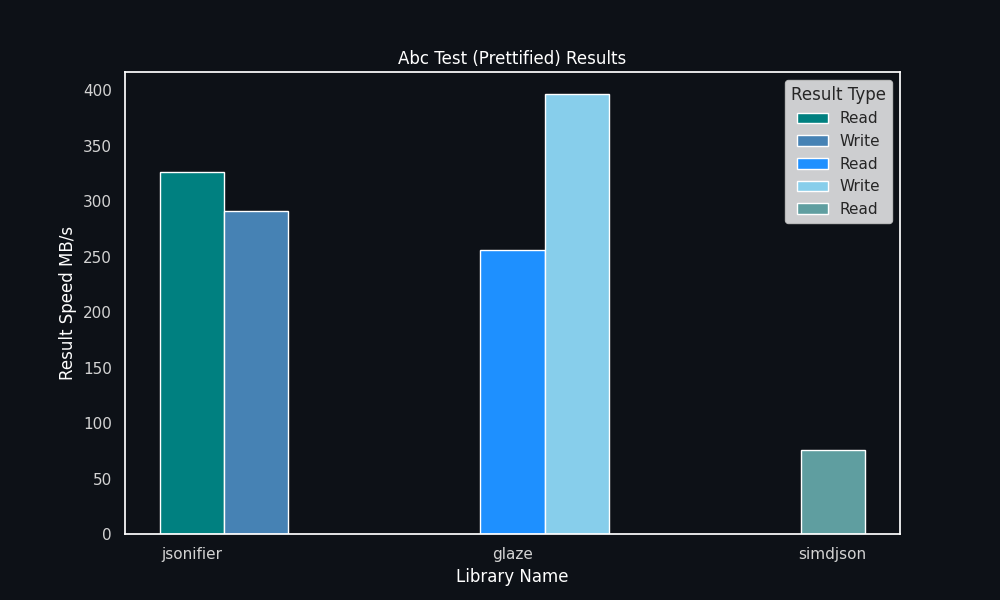 Abc Test (Prettified) Results
Result Speed MB/s
400
350
300
250
200
150
100
50
0
Result Type
Read
Write
Read
Write
Read
jsonifier
glaze
simdjson
Library Name